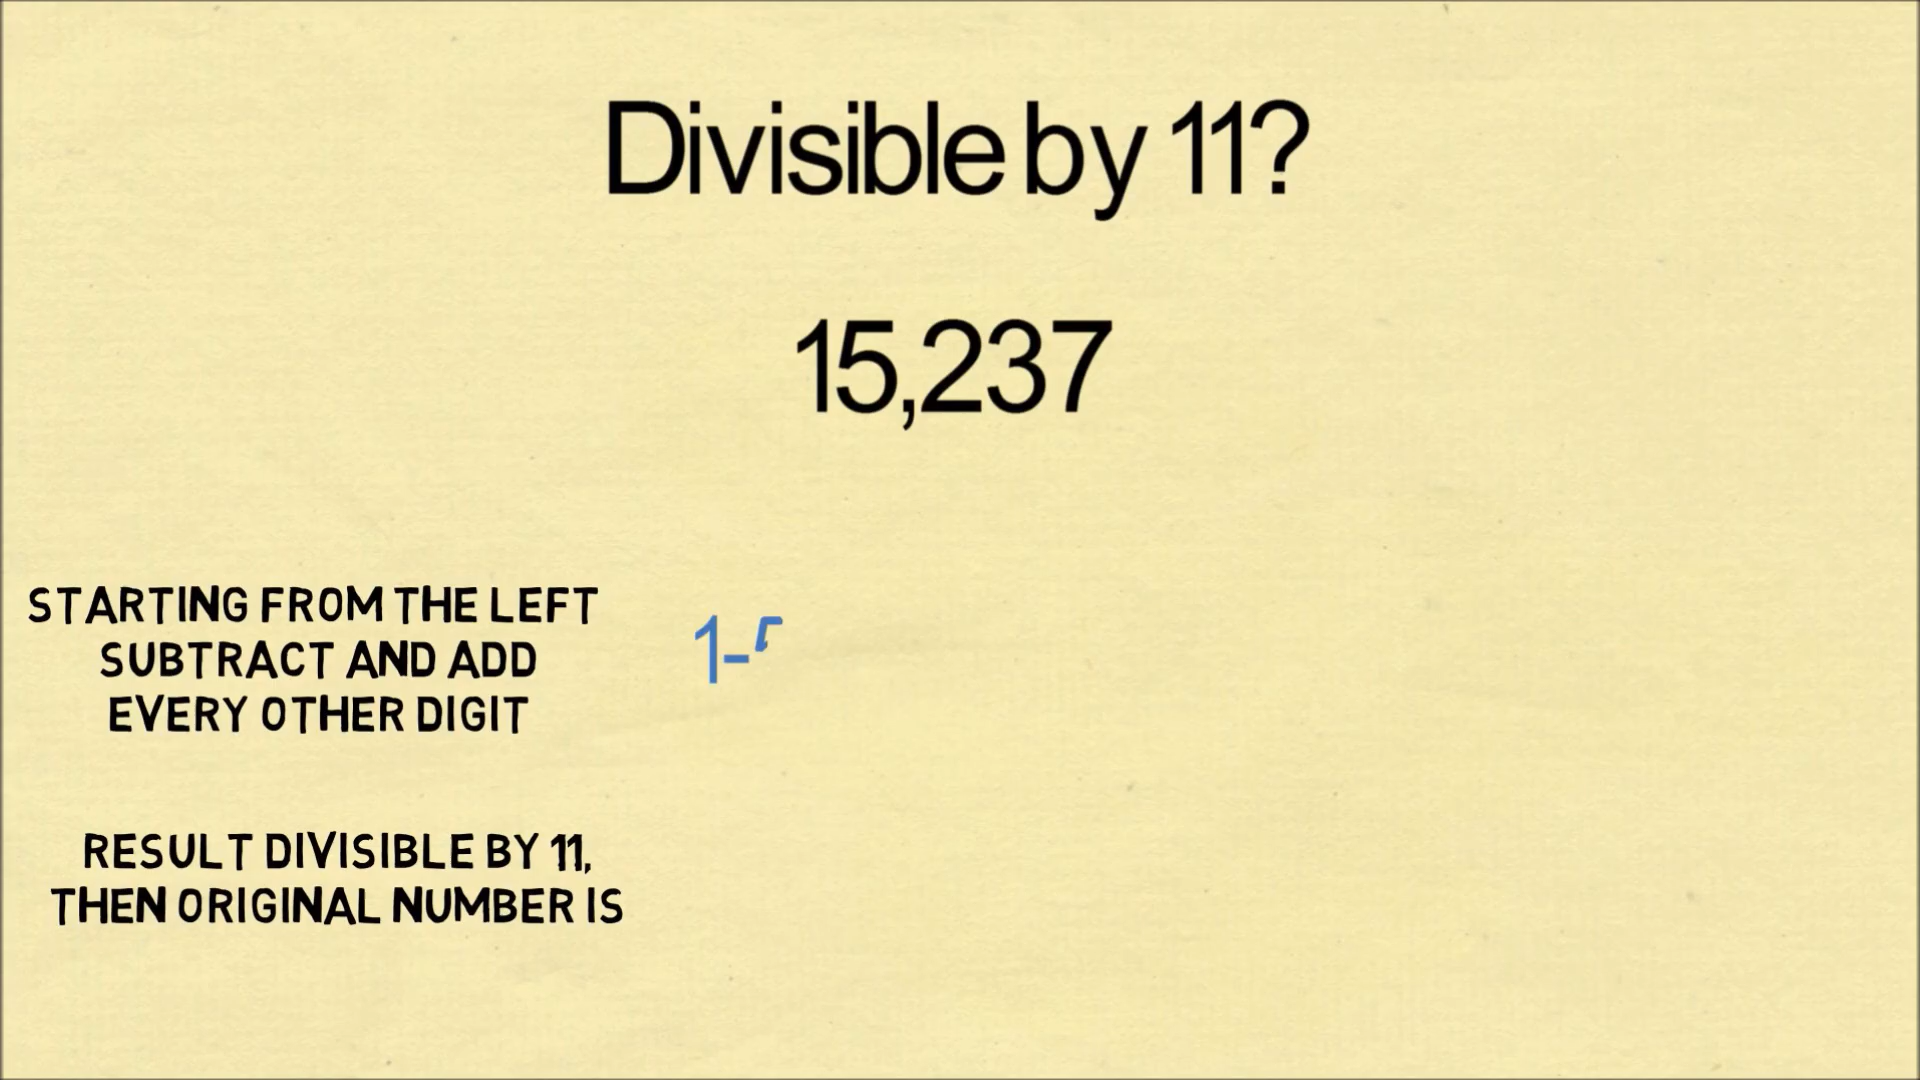 Divisible by 11?
15,237
STARTING FROM THE LEFT
SUBTRACT AND ADD
EVERY OTHER DIGIT
1-
RESULT DIVISIBLE BY 11,
THEN ORIGINAL NUMBER IS